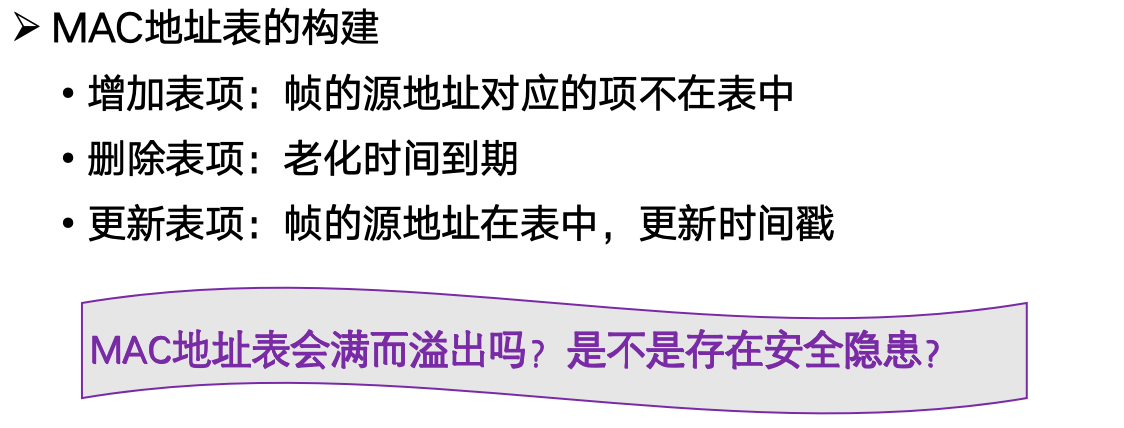 ➢ MAC地址表的构建
• 增加表项：帧的源地址对应的项不在表中
• 删除表项：老化时间到期
• 更新表项：帧的源地址在表中，更新时间戳
MAC地址表会满而溢出吗？是不是存在安全隐患？